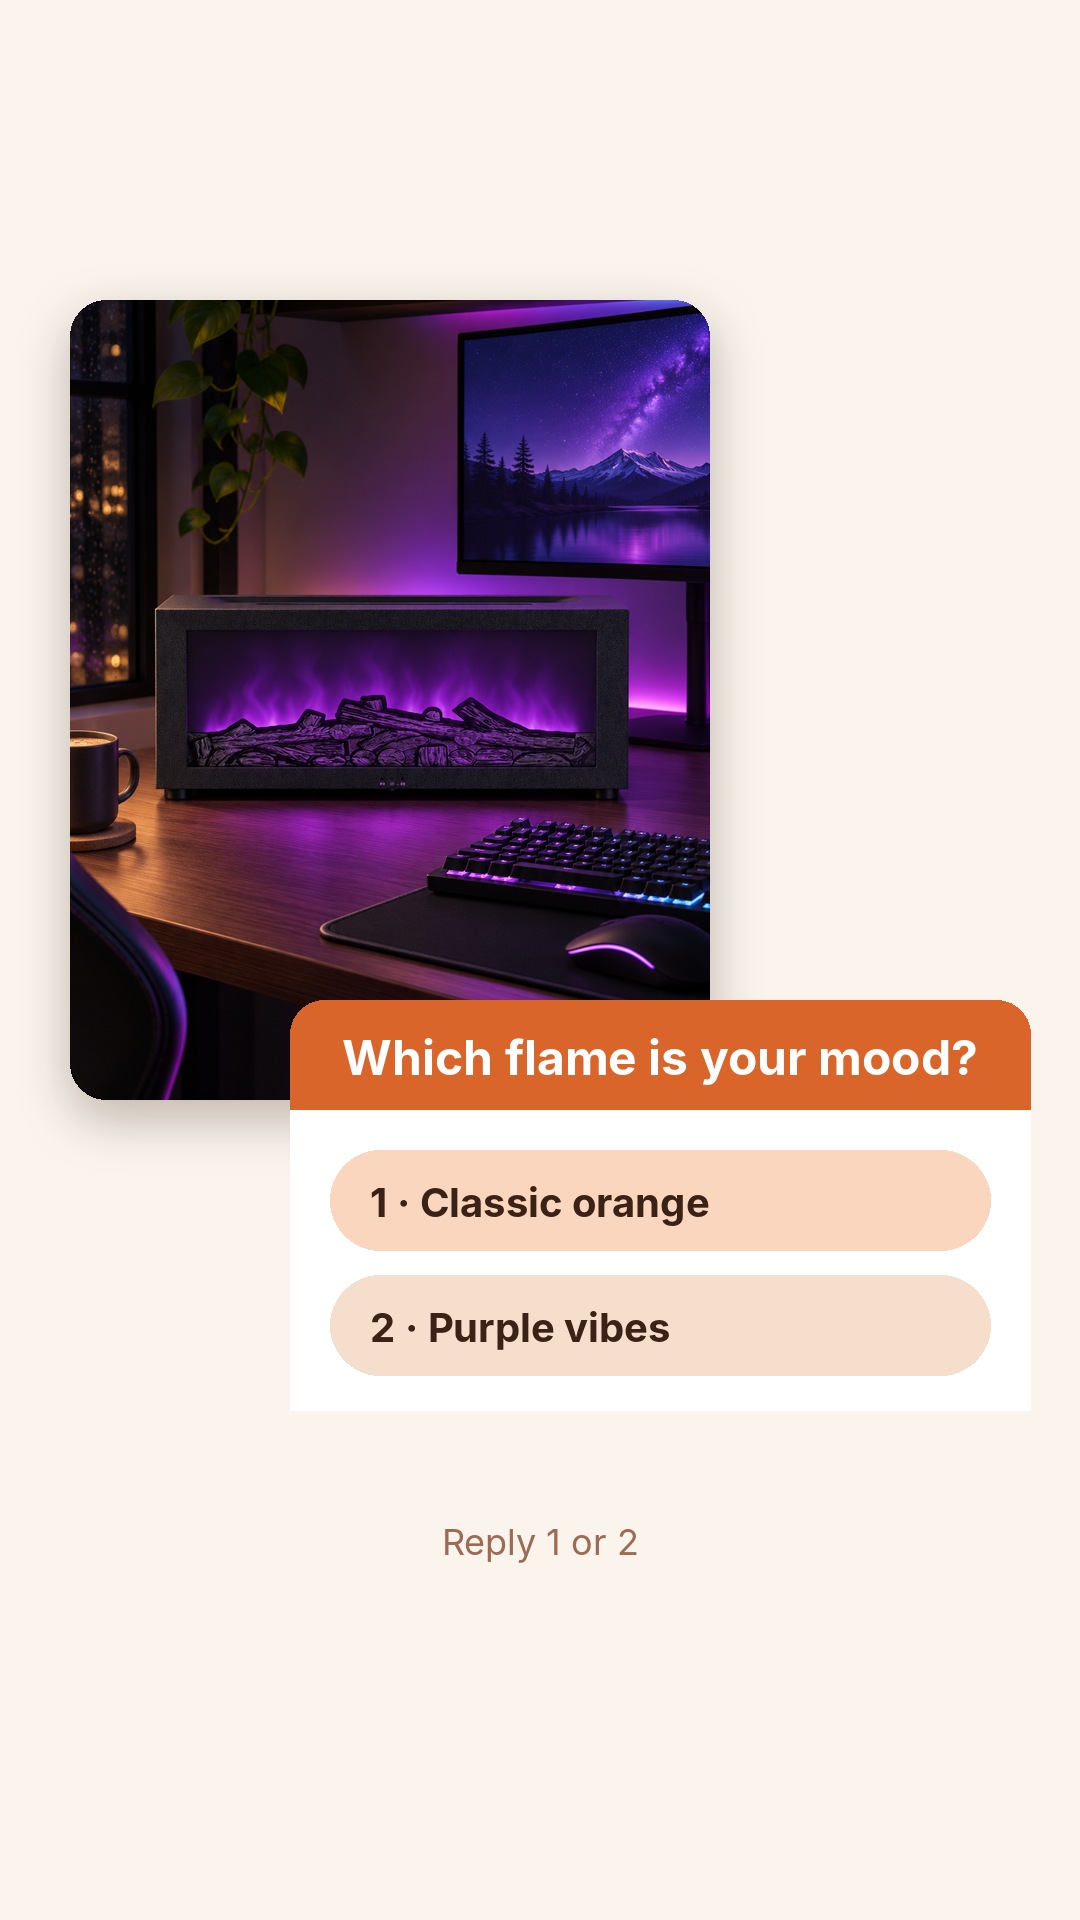 Which flame is your mood?
1 · Classic orange
2 · Purple vibes
Reply 1 or 2